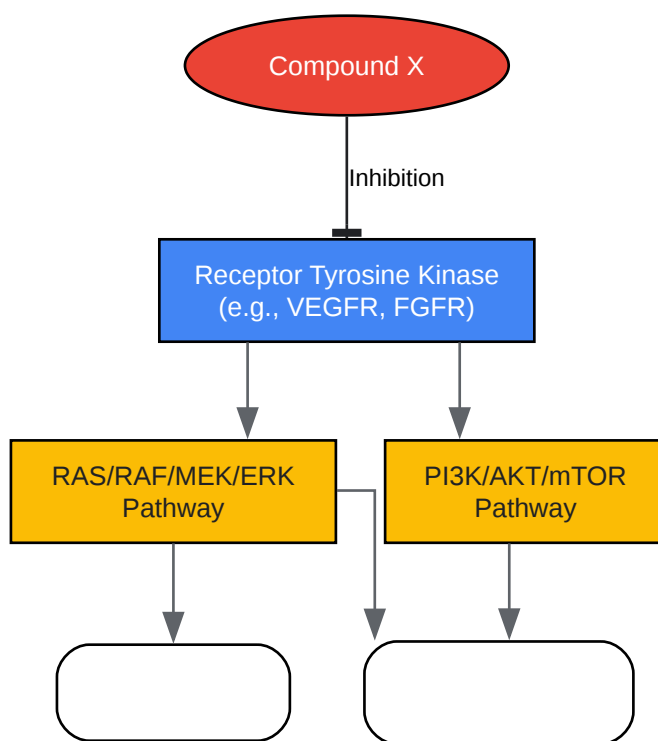 Compound X
Inhibition
Receptor Tyrosine Kinase
(e.g., VEGFR, FGFR)
RAS/RAF/MEK/ERK
Pathway
PI3K/AKT/mTOR
Pathway